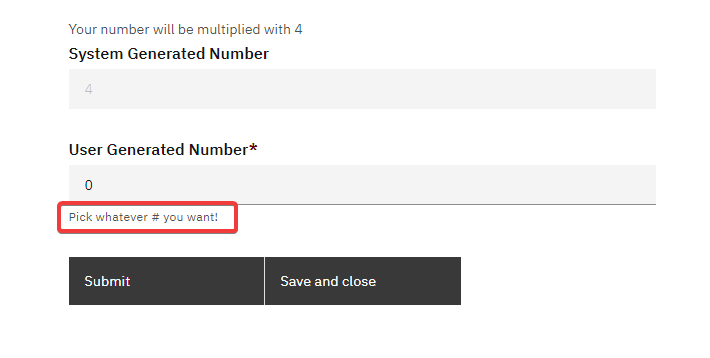 Your number will be multiplied with 4
System Generated Number
4
User Generated Number*
0
Pick whatever # you want!
Submit
Save and close